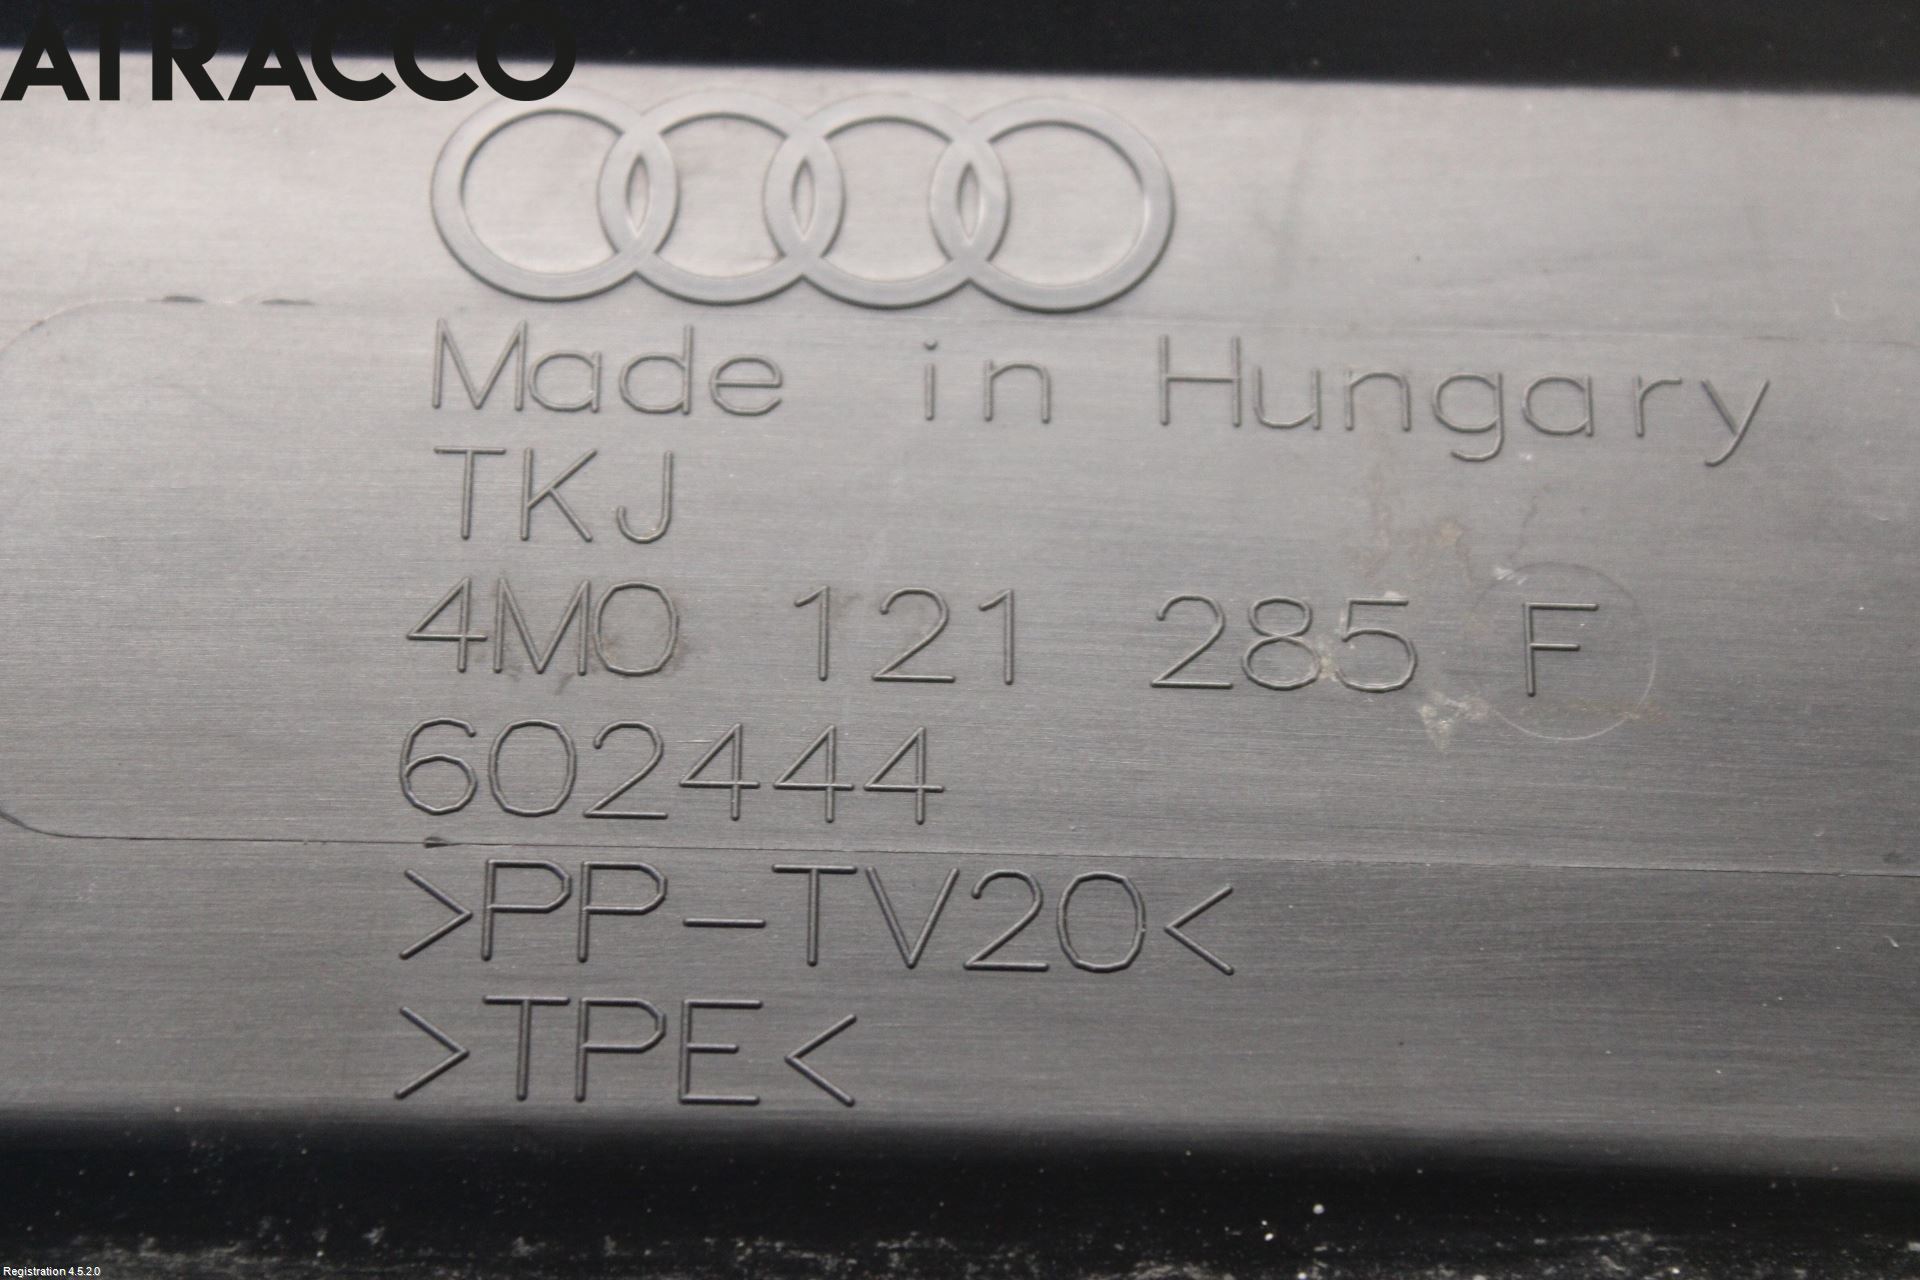 ATRACCO
Made in Hungary
TKJ
4M0 121 285 F
602444
>PP-TV20<
>TPE<
Registration 4.5.2.0